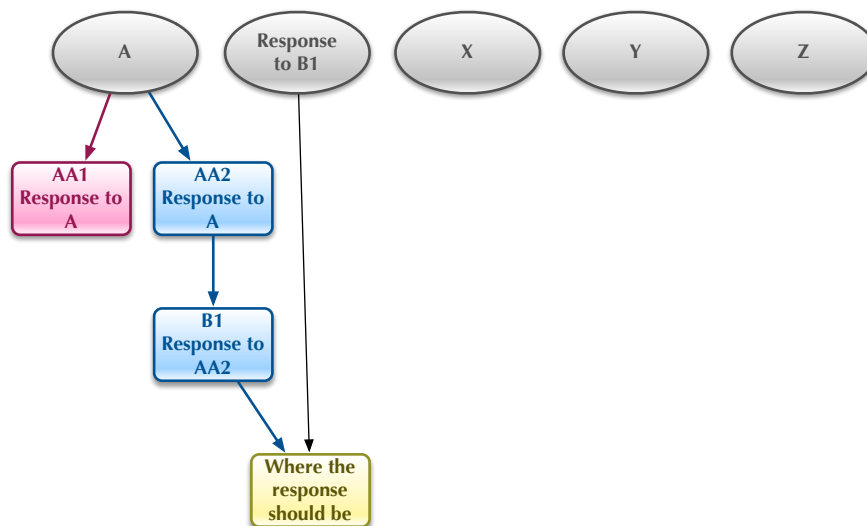 A
Response
to B1
X
Y
Z
AA1
Response to
A
AA2
Response to
A
B1
Response to
AA2
Where the
response
should be